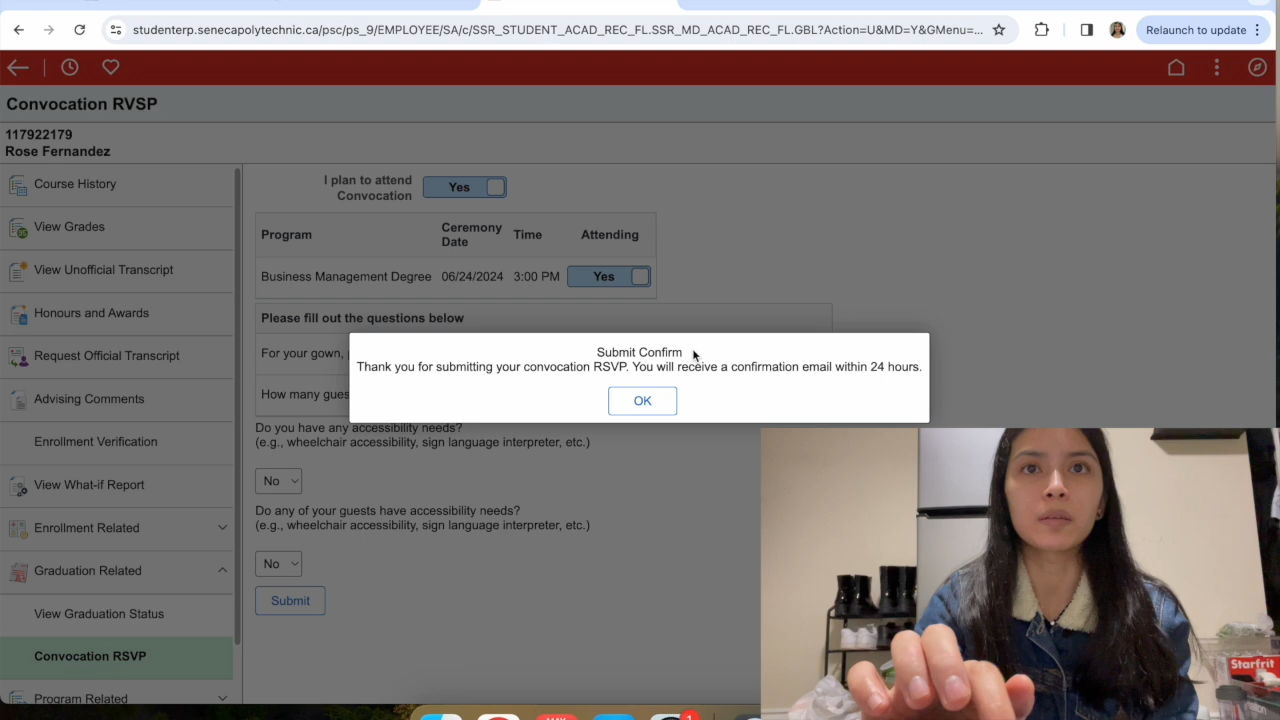 studenterp.senecapolytechnic.ca/psc/ps_9/EMPLOYEE/SA/c/SSR_STUDENT_ACAD_REC_FL.SSR_MD_ACAD_REC_FL.GBL?Action=U&MD=Y&GMenu=...
Relaunch to update
Convocation RVSP
117922179
Rose Fernandez
Course History
View Grades
View Unofficial Transcript
Honours and Awards
Request Official Transcript
Advising Comments
Enrollment Verification
View What-if Report
Enrollment Related
Graduation Related
View Graduation Status
Convocation RSVP
Program Related
I plan to attend
Convocation
Yes
Program Ceremony Date Time Attending
Business Management Degree 06/24/2024 3:00 PM Yes
Please fill out the questions below
For your gown,
How many gues
Submit Confirm
Thank you for submitting your convocation RSVP. You will receive a confirmation email within 24 hours.
OK
Do you have any accessibility needs?
(e.g., wheelchair accessibility, sign language interpreter, etc.)
No
Do any of your guests have accessibility needs?
(e.g., wheelchair accessibility, sign language interpreter, etc.)
No
Submit
Starfrit
MAY
1